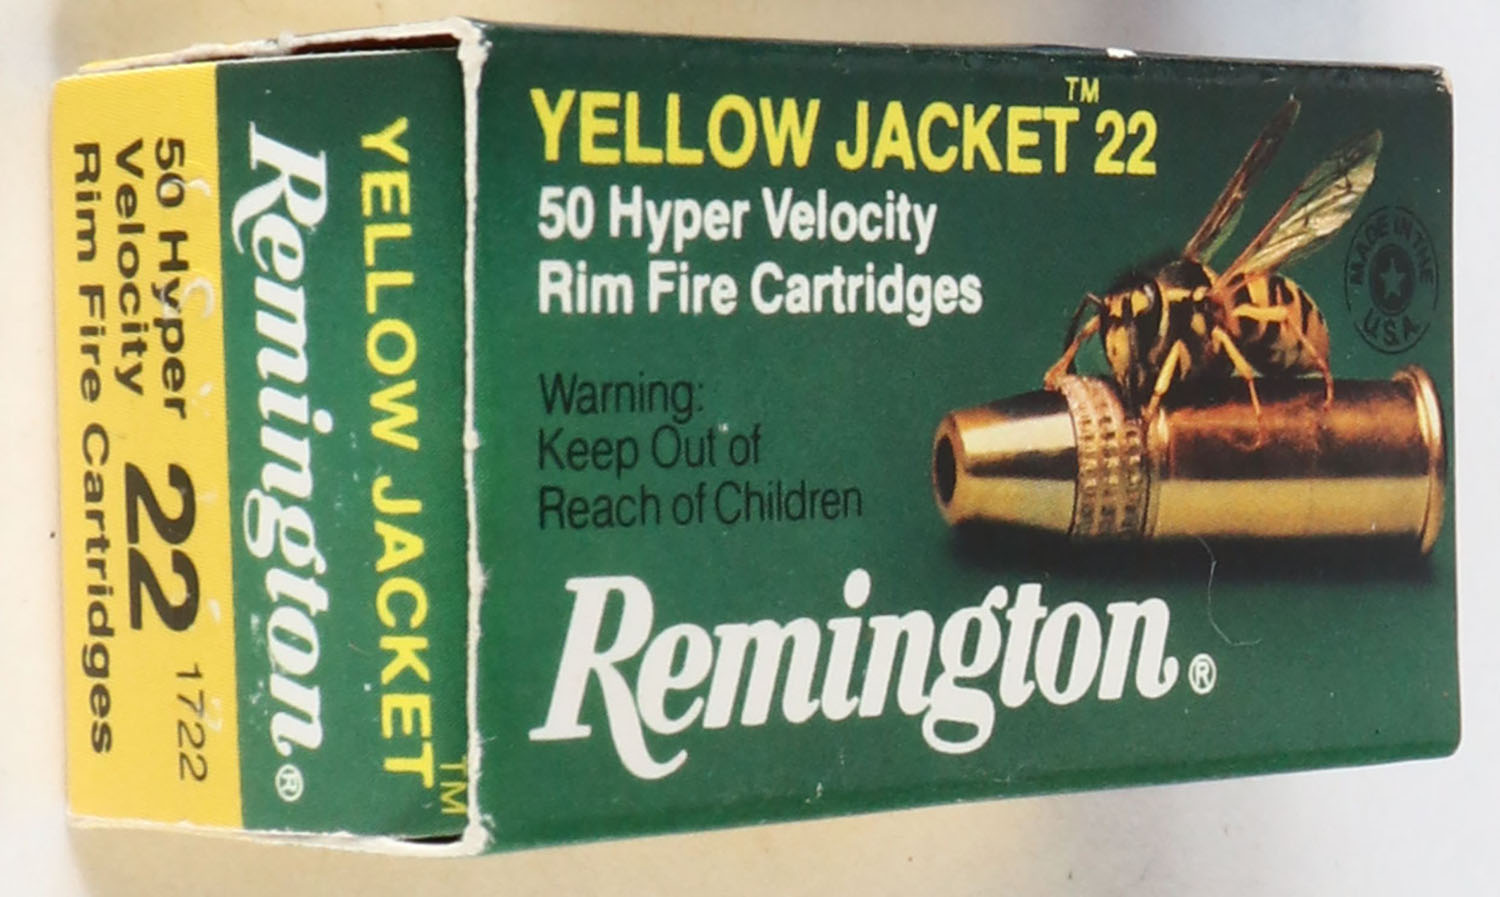 YELLOW JACKET™ 22
50 Hyper Velocity
Rim Fire Cartridges
MADE IN THE
U.S.A.
Warning:
Keep Out of
Reach of Children
Remington®
YELLOW JACKET™
Remington®
50 Hyper
Velocity
22 1722
Rim Fire Cartridges